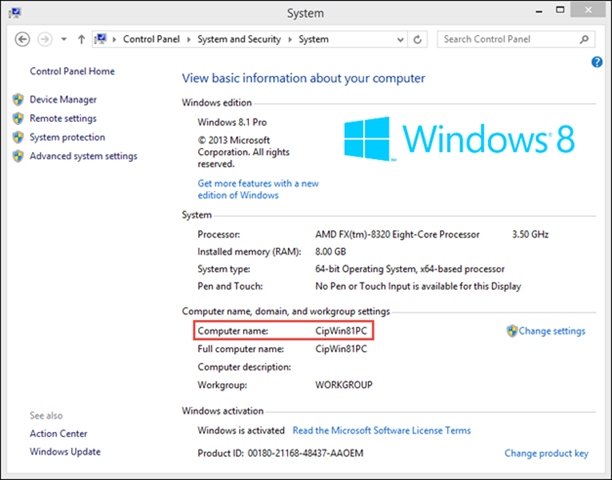 System
Control Panel System and Security System
Search Control Panel
Control Panel Home
Device Manager
Remote settings
System protection
Advanced system settings
See also
Action Center
Windows Update
View basic information about your computer
Windows edition
Windows 8.1 Pro
© 2013 Microsoft
Corporation. All rights
reserved.
Get more features with a new
edition of Windows
Windows 8
System
Processor: AMD FX(tm)-8320 Eight-Core Processor 3.50 GHz
Installed memory (RAM): 8.00 GB
System type: 64-bit Operating System, x64-based processor
Pen and Touch: No Pen or Touch Input is available for this Display
Computer name, domain, and workgroup settings
Computer name: CipWin81PC
Change settings
Full computer name: CipWin81PC
Computer description:
Workgroup: WORKGROUP
Windows activation
Windows is activated Read the Microsoft Software License Terms
Product ID: 00180-21168-48437-AAOEM
Change product key